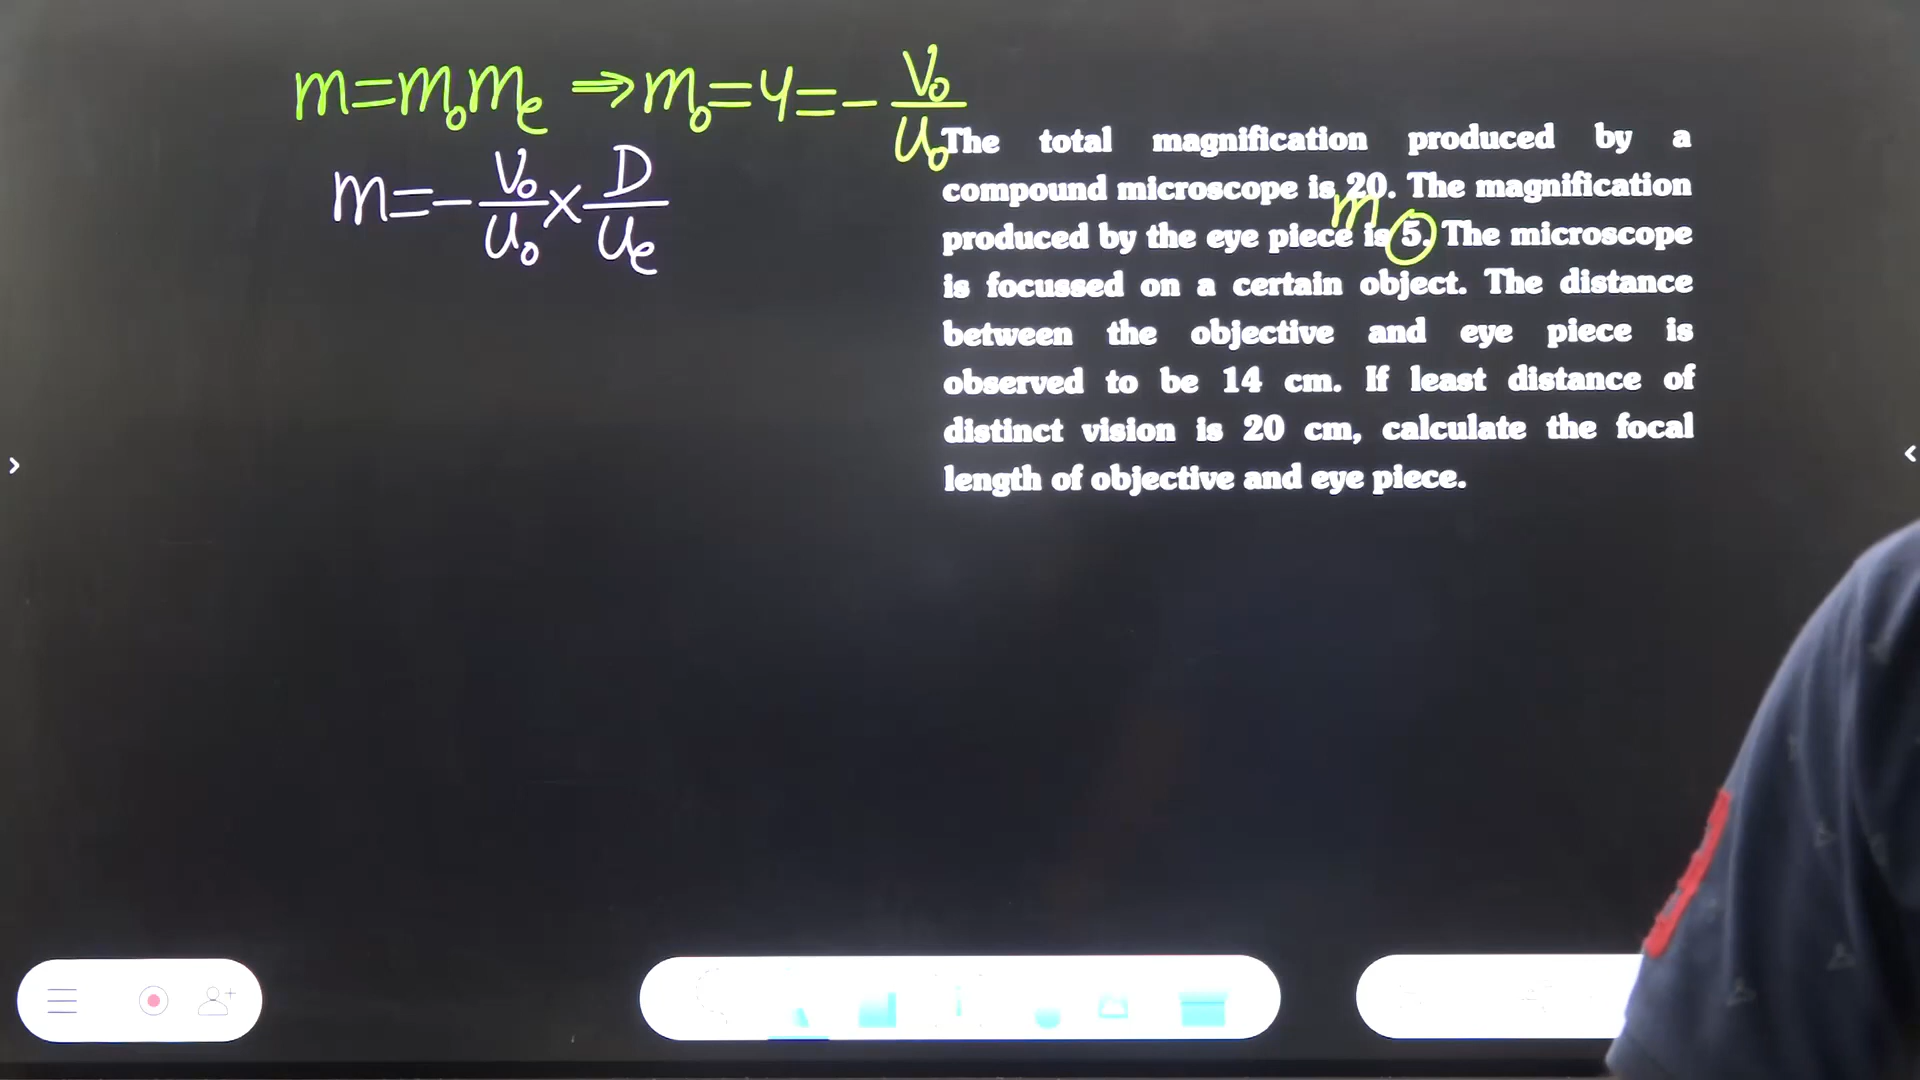 m=m₀mₑ ⇒ m₀=4=-V₀/U₀
m=-V₀/U₀×D/Uₑ
The total magnification produced by a
compound microscope is 20. The magnification
m
produced by the eye piece is 5. The microscope
is focussed on a certain object. The distance
between the objective and eye piece is
observed to be 14 cm. If least distance of
distinct vision is 20 cm, calculate the focal
length of objective and eye piece.